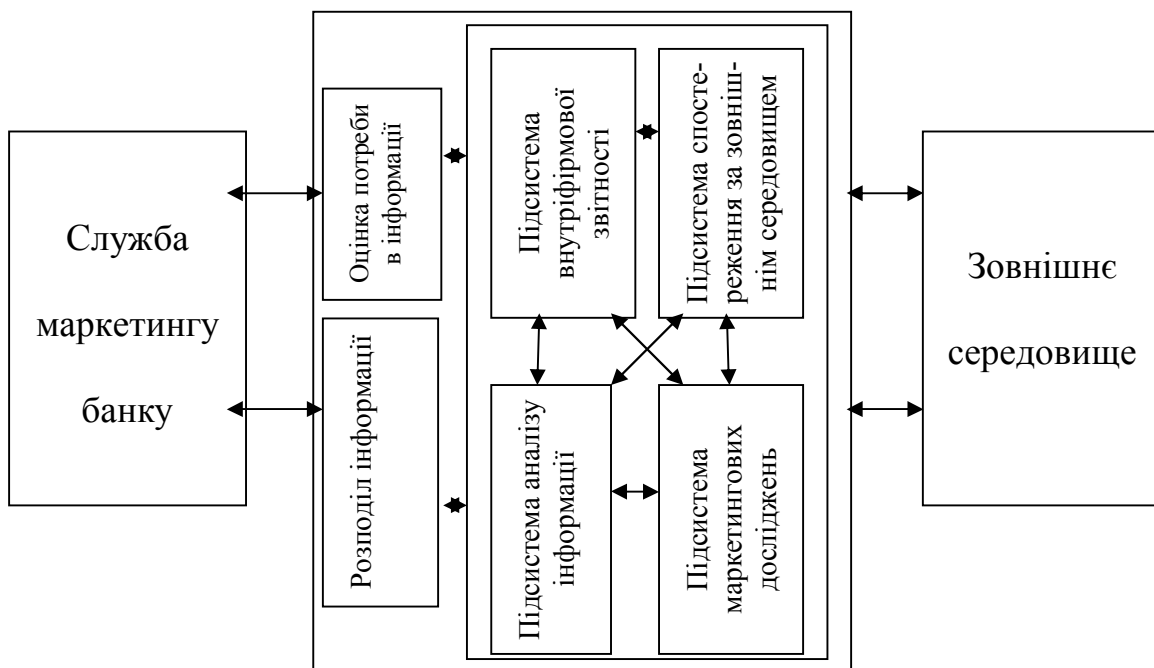 Служба
маркетингу
банку
Оцінка потреби
в інформації
Розподіл інформації
Підсистема
внутріфірмової
звітності
Підсистема спосте-
реження за зовніш-
нім середовищем
Підсистема аналізу
інформації
Підсистема
маркетингових
досліджень
Зовнішнє
середовище